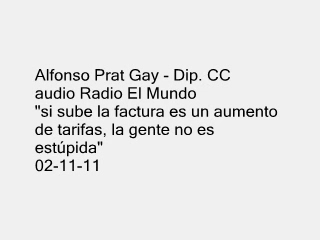 Alfonso Prat Gay - Dip. CC
audio Radio El Mundo
"si sube la factura es un aumento
de tarifas, la gente no es
estúpida"
02-11-11